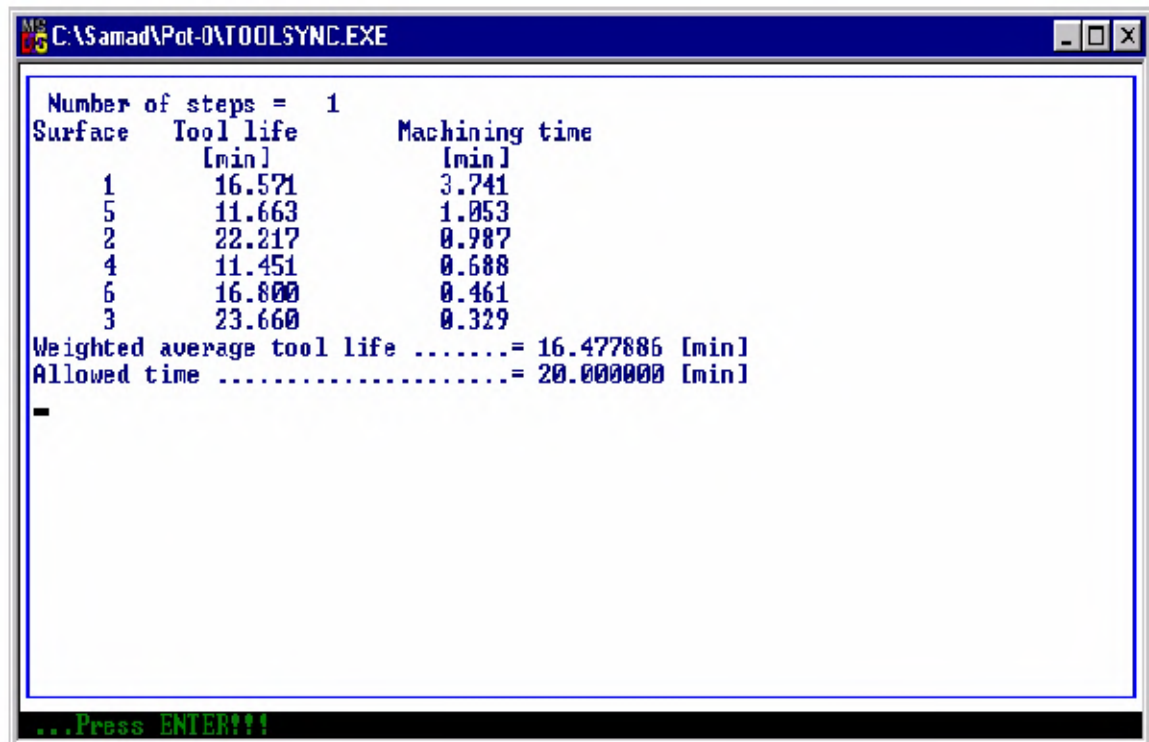 MS DOS C:\Samad\Pot-0\TOOLSYNC.EXE
Number of steps = 1
Surface Tool life Machining time
[min] [min]
1 16.571 3.741
5 11.663 1.053
2 22.217 0.987
4 11.451 0.688
6 16.800 0.461
3 23.660 0.329
Weighted average tool life .......= 16.477886 [min]
Allowed time .....................= 20.000000 [min]
...Press ENTER!!!